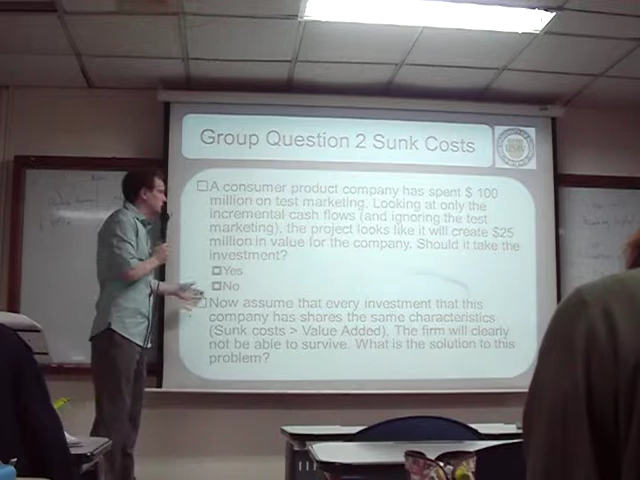 Group Question 2 Sunk Costs
A consumer product company has spent $ 100
million on test marketing. Looking at only the
incremental cash flows (and ignoring the test
marketing), the project looks like it will create $25
million in value for the company. Should it take the
investment?
Yes
No
Now assume that every investment that this
company has shares the same characteristics
(Sunk costs > Value Added). The firm will clearly
not be able to survive. What is the solution to this
problem?